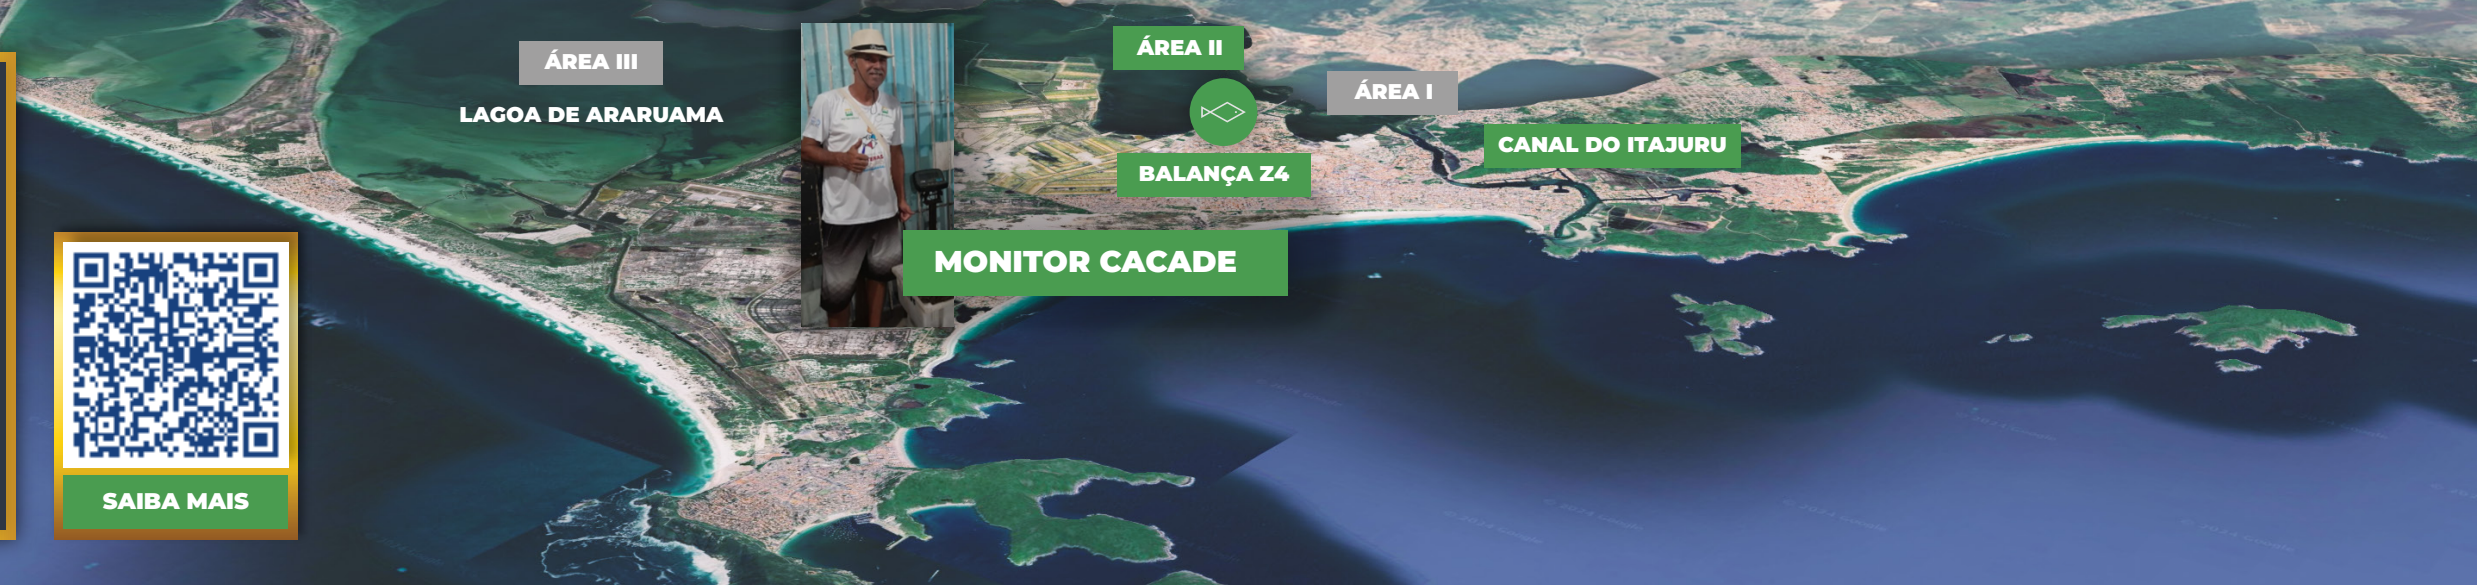 ÁREA III
LAGOA DE ARARUAMA
ÁREA II
ÁREA I
CANAL DO ITAJURU
BALANÇA Z4
MONITOR CACADE
SAIBA MAIS